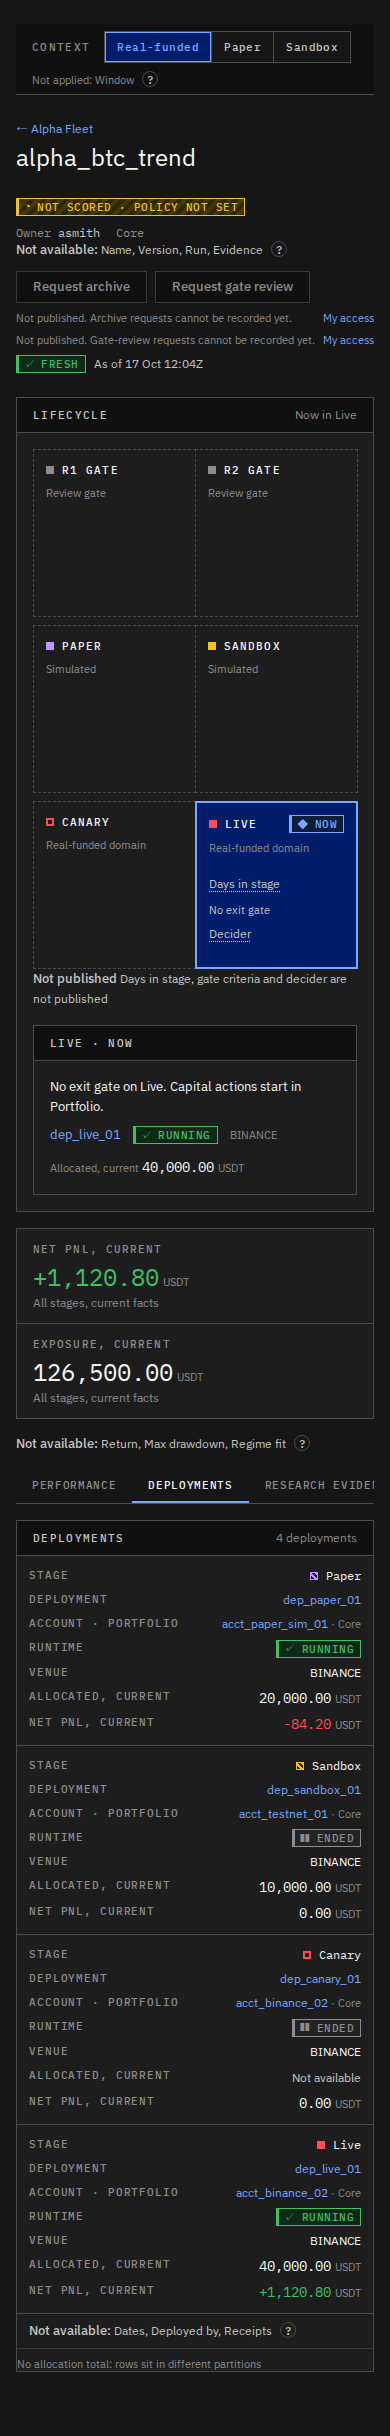 CONTEXT Real-funded Paper Sandbox
Not applied: Window ?
← Alpha Fleet
alpha_btc_trend
NOT SCORED · POLICY NOT SET
Owner asmith Core
Not available: Name, Version, Run, Evidence ?
Request archive Request gate review
Not published. Archive requests cannot be recorded yet. My access
Not published. Gate-review requests cannot be recorded yet. My access
✓ FRESH As of 17 Oct 12:04Z
LIFECYCLE Now in Live
R1 GATE R2 GATE
Review gate Review gate
PAPER SANDBOX
Simulated Simulated
CANARY LIVE ◆ NOW
Real-funded domain Real-funded domain
Days in stage
No exit gate
Decider
Not published Days in stage, gate criteria and decider are
not published
LIVE · NOW
No exit gate on Live. Capital actions start in
Portfolio.
dep_live_01 ✓ RUNNING BINANCE
Allocated, current 40,000.00 USDT
NET PNL, CURRENT
+1,120.80 USDT
All stages, current facts
EXPOSURE, CURRENT
126,500.00 USDT
All stages, current facts
Not available: Return, Max drawdown, Regime fit ?
PERFORMANCE DEPLOYMENTS RESEARCH EVIDE
DEPLOYMENTS 4 deployments
STAGE Paper
DEPLOYMENT dep_paper_01
ACCOUNT · PORTFOLIO acct_paper_sim_01 · Core
RUNTIME ✓ RUNNING
VENUE BINANCE
ALLOCATED, CURRENT 20,000.00 USDT
NET PNL, CURRENT -84.20 USDT
STAGE Sandbox
DEPLOYMENT dep_sandbox_01
ACCOUNT · PORTFOLIO acct_testnet_01 · Core
RUNTIME ENDED
VENUE BINANCE
ALLOCATED, CURRENT 10,000.00 USDT
NET PNL, CURRENT 0.00 USDT
STAGE Canary
DEPLOYMENT dep_canary_01
ACCOUNT · PORTFOLIO acct_binance_02 · Core
RUNTIME ENDED
VENUE BINANCE
ALLOCATED, CURRENT Not available
NET PNL, CURRENT 0.00 USDT
STAGE Live
DEPLOYMENT dep_live_01
ACCOUNT · PORTFOLIO acct_binance_02 · Core
RUNTIME ✓ RUNNING
VENUE BINANCE
ALLOCATED, CURRENT 40,000.00 USDT
NET PNL, CURRENT +1,120.80 USDT
Not available: Dates, Deployed by, Receipts ?
No allocation total: rows sit in different partitions